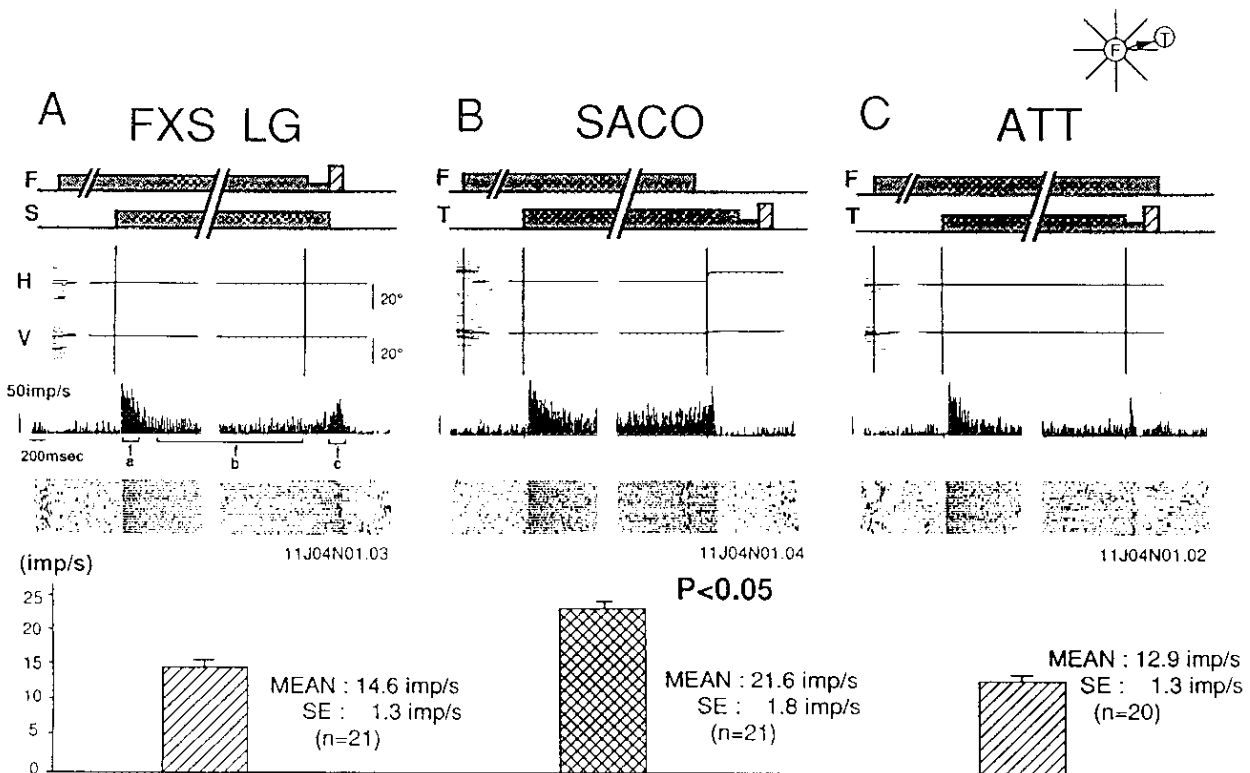 F T
A FXS LG
B SACO
C ATT
F
S
F
T
F
T
H
V
20°
20°
50imp/s
200msec
a b c
11J04N01.03
11J04N01.04
11J04N01.02
(imp/s)
P<0.05
25
20
15
10
5
0
MEAN : 14.6 imp/s
SE : 1.3 imp/s
(n=21)
MEAN : 21.6 imp/s
SE : 1.8 imp/s
(n=21)
MEAN : 12.9 imp/s
SE : 1.3 imp/s
(n=20)